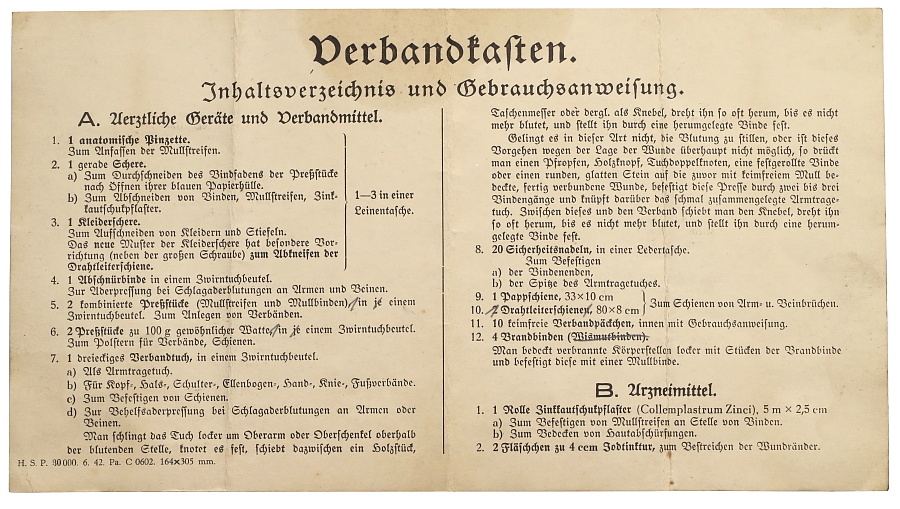 Verbandkasten.
Inhaltsverzeichnis und Gebrauchsanweisung.
A. Aerztliche Geräte und Verbandmittel.
1. 1 anatomische Pinzette.
Zum Anfassen der Mullstreifen.
2. 1 gerade Schere.
a) Zum Durchschneiden des Bindfadens der Preßstücke
nach Öffnen ihrer blauen Papierhülle.
b) Zum Abschneiden von Binden, Mullstreifen, Zink-
kautschukpflaster.
3. 1 Kleiderschere.
Zum Aufschneiden von Kleidern und Stiefeln.
Das neue Muster der Kleiderschere hat besondere Vor-
richtung (neben der großen Schraube) zum Abkneifen der
Drahtleiterschiene.
1—3 in einer
Leinentasche.
4. 1 Abschnürbinde in einem Zwirntuchbeutel.
Zur Aderpressung bei Schlagaderblutungen an Armen und Beinen.
5. 2 kombinierte Preßstücke (Mullstreifen und Mullbinden), in je einem
Zwirntuchbeutel. Zum Anlegen von Verbänden.
6. 2 Preßstücke zu 100 g gewöhnlicher Watte, in je einem Zwirntuchbeutel.
Zum Polstern für Verbände, Schienen.
7. 1 dreieckiges Verbandtuch, in einem Zwirntuchbeutel.
a) Als Armtragetuch.
b) Für Kopf-, Hals-, Schulter-, Ellenbogen-, Hand-, Knie-, Fußverbände.
c) Zum Befestigen von Schienen.
d) Zur Behelfsaderpressung bei Schlagaderblutungen an Armen oder
Beinen.
Man schlingt das Tuch locker um Oberarm oder Oberschenkel oberhalb
der blutenden Stelle, knotet es fest, schiebt dazwischen ein Holzstück,
H. S. P. 80 000. 6. 42. Pa. C 0602. 164×305 mm.
Taschenmesser oder dergl. als Knebel, dreht ihn so oft herum, bis es nicht
mehr blutet, und stellt ihn durch eine herumgelegte Binde fest.
Gelingt es in dieser Art nicht, die Blutung zu stillen, oder ist dieses
Vorgehen wegen der Lage der Wunde überhaupt nicht möglich, so drückt
man einen Pfropfen, Holzknopf, Tuchdoppelknoten, eine festgerollte Binde
oder einen runden, glatten Stein auf die zuvor mit keimfreiem Mull be-
deckte, fertig verbundene Wunde, befestigt diese Presse durch zwei bis drei
Bindengänge und knüpft darüber das schmal zusammengelegte Armtrage-
tuch. Zwischen dieses und den Verband schiebt man den Knebel, dreht ihn
so oft herum, bis es nicht mehr blutet, und stellt ihn durch eine herum-
gelegte Binde fest.
8. 20 Sicherheitsnadeln, in einer Ledertasche.
Zum Befestigen
a) der Bindenenden,
b) der Spitze des Armtragetuches.
9. 1 Pappschiene, 33×10 cm
10. 2 Drahtleiterschienen, 80×8 cm
Zum Schienen von Arm- u. Beinbrüchen.
11. 10 keimfreie Verbandpäckchen, innen mit Gebrauchsanweisung.
12. 4 Brandbinden (Wismutbinden).
Man bedeckt verbrannte Körperstellen locker mit Stücken der Brandbinde
und befestigt diese mit einer Mullbinde.
B. Arzneimittel.
1. 1 Rolle Zinkkautschukpflaster (Collemplastrum Zinci), 5 m × 2,5 cm
a) Zum Befestigen von Mullstreifen an Stelle von Binden.
b) Zum Bedecken von Hautabschürfungen.
2. 2 Fläschchen zu 4 ccm Jodtinktur, zum Bestreichen der Wundränder.